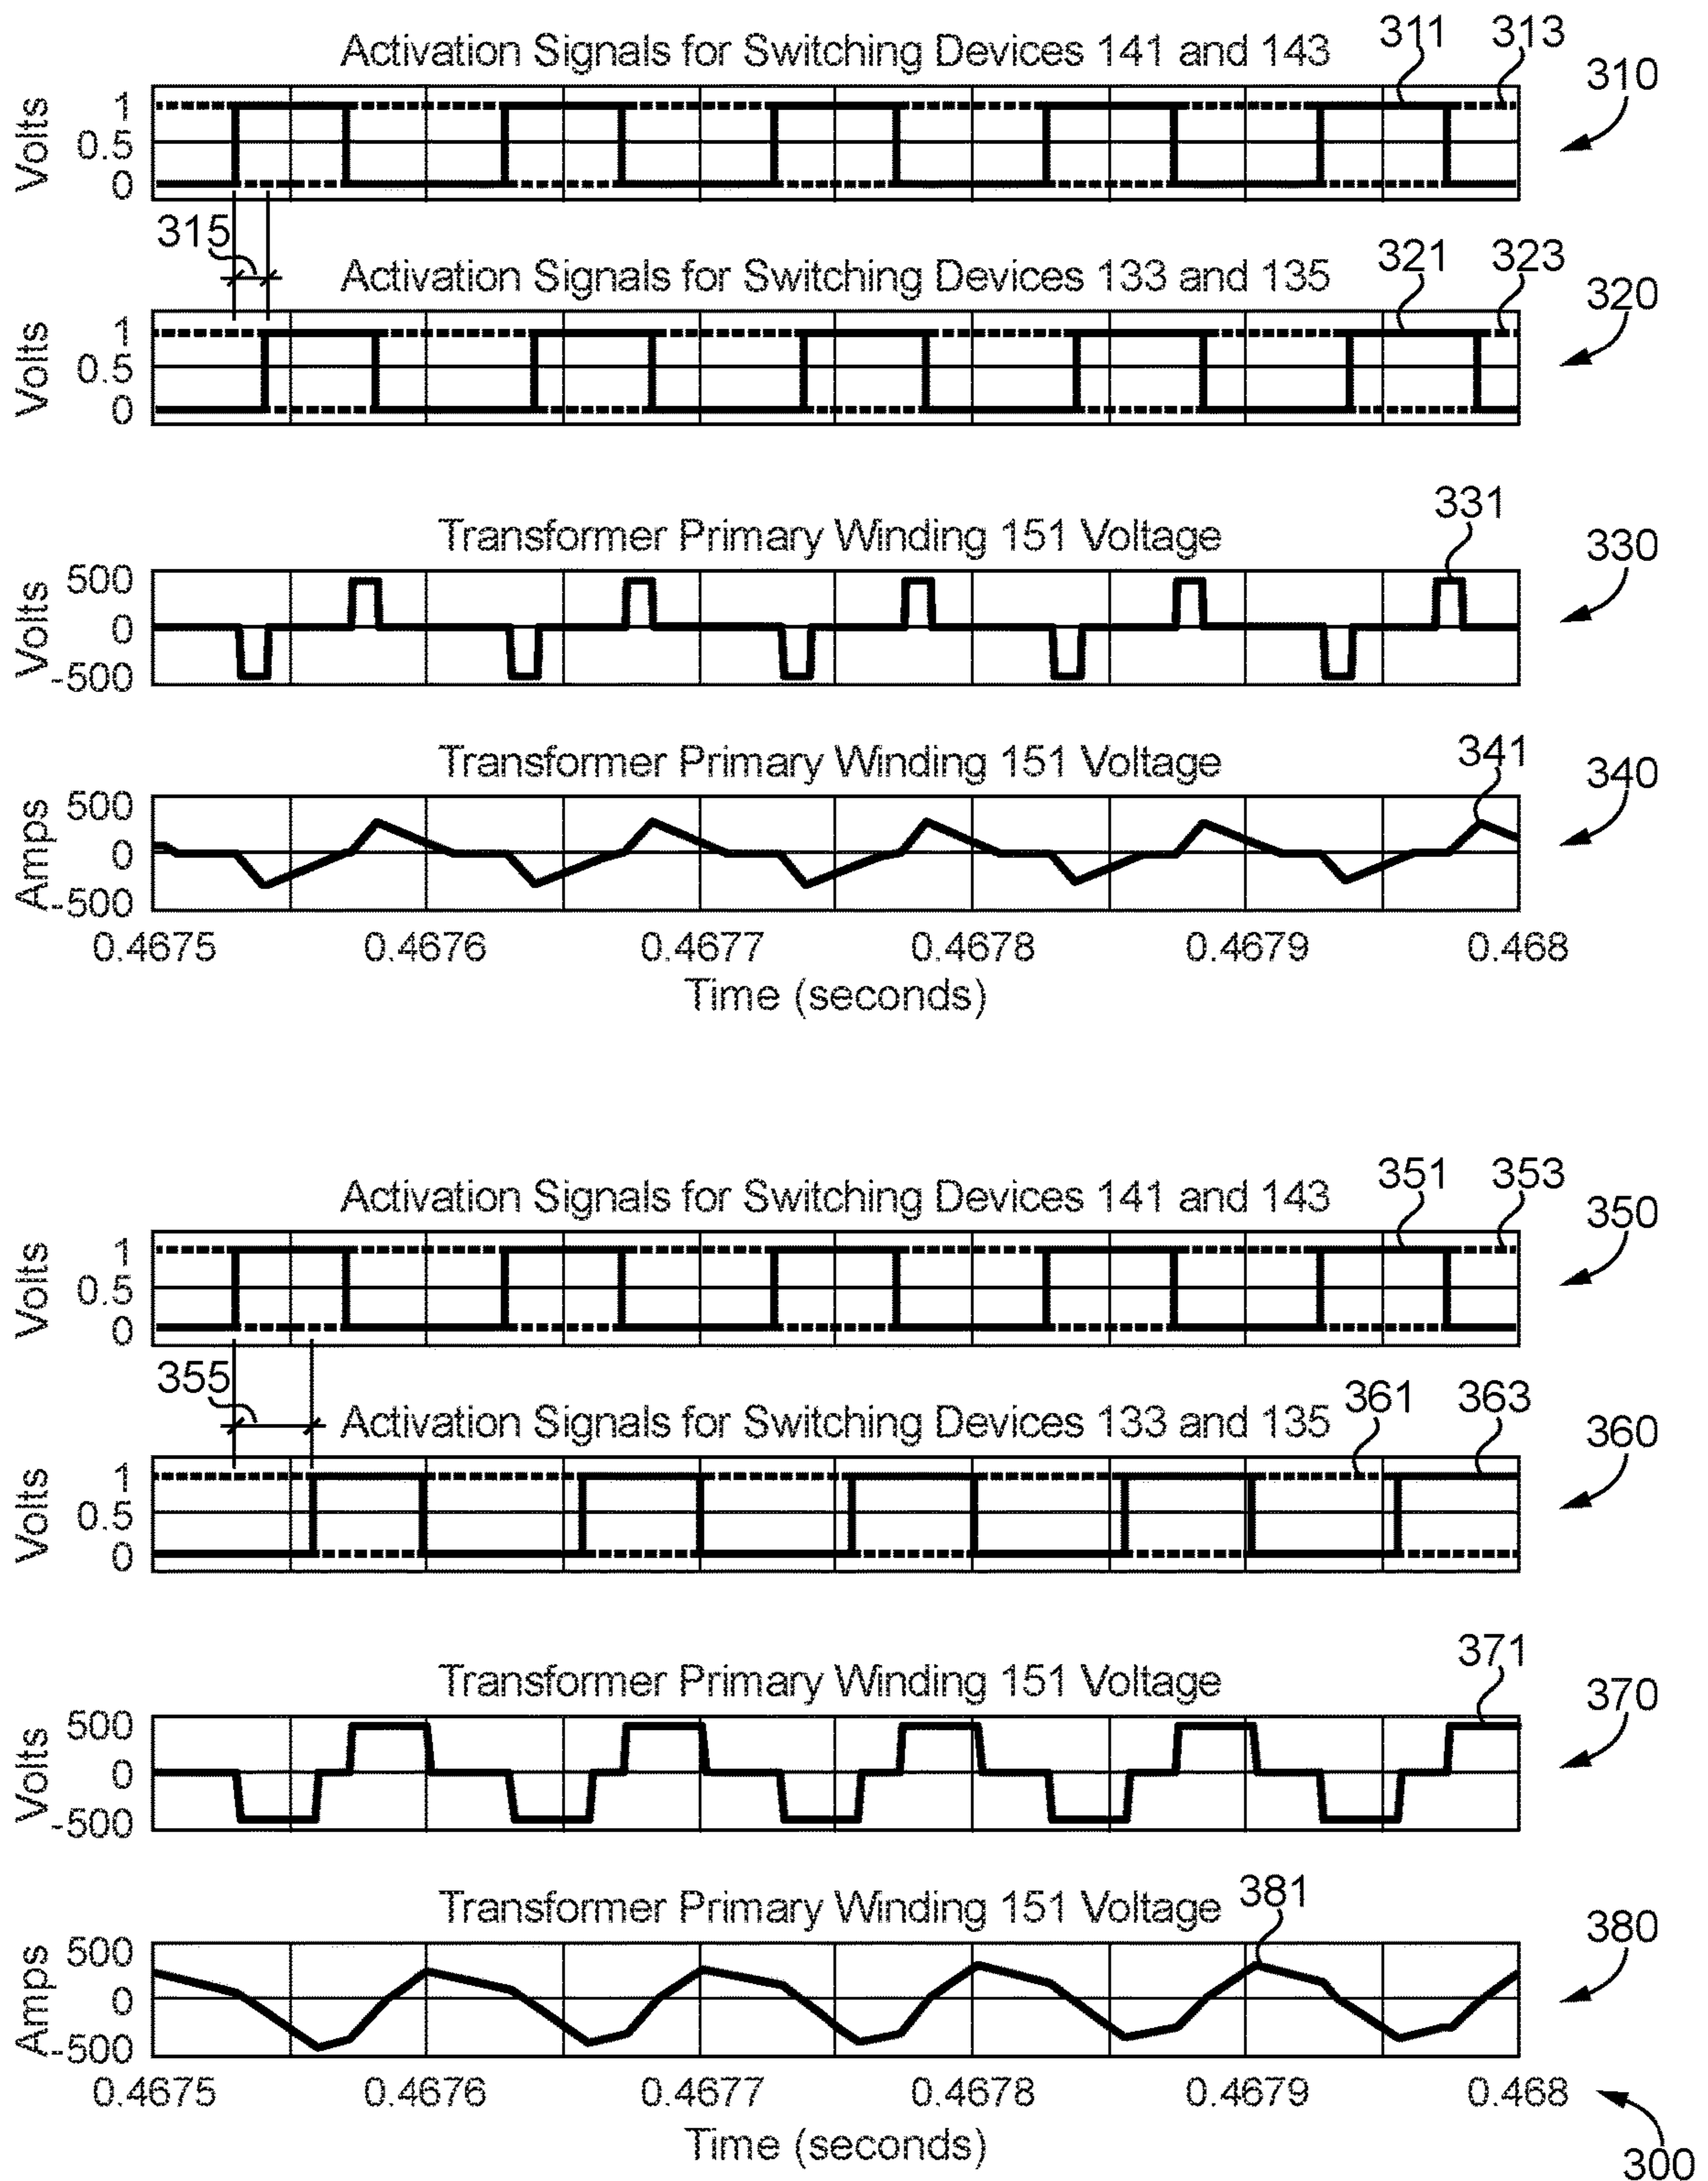 Activation Signals for Switching Devices 141 and 143
311
313
310
Volts
1
0.5
0
315
Activation Signals for Switching Devices 133 and 135
321
323
320
Volts
1
0.5
0
Transformer Primary Winding 151 Voltage
331
330
Volts
500
0
-500
Transformer Primary Winding 151 Voltage
341
340
Amps
500
0
-500
0.4675 0.4676 0.4677 0.4678 0.4679 0.468
Time (seconds)
Activation Signals for Switching Devices 141 and 143
351
353
350
Volts
1
0.5
0
355
Activation Signals for Switching Devices 133 and 135
361
363
360
Volts
1
0.5
0
Transformer Primary Winding 151 Voltage
371
370
Volts
500
0
-500
Transformer Primary Winding 151 Voltage
381
380
Amps
500
0
-500
0.4675 0.4676 0.4677 0.4678 0.4679 0.468
Time (seconds)
300